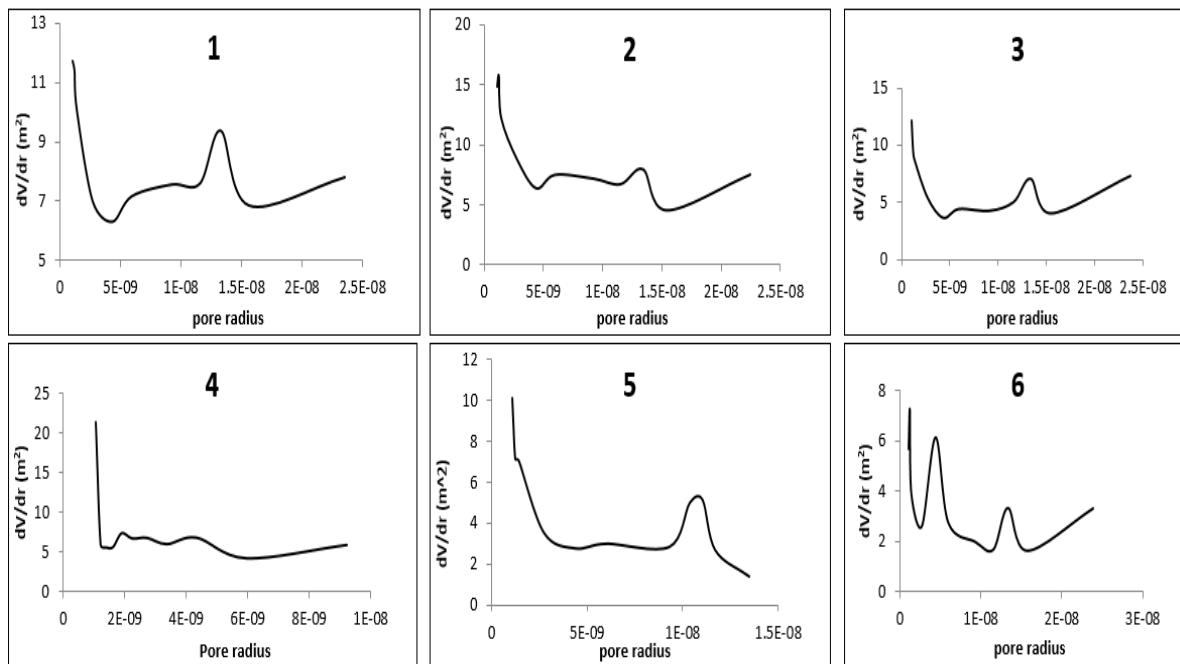 1
13
11
9
7
5
dV/dr (m²)
0 5E-09 1E-08 1.5E-08 2E-08 2.5E-08
pore radius
2
20
15
10
5
0
dV/dr (m²)
0 5E-09 1E-08 1.5E-08 2E-08 2.5E-08
pore radius
3
15
10
5
0
dV/dr (m²)
0 5E-09 1E-08 1.5E-08 2E-08 2.5E-08
pore radius
4
25
20
15
10
5
0
dV/dr (m²)
0 2E-09 4E-09 6E-09 8E-09 1E-08
Pore radius
5
12
10
8
6
4
2
0
dV/dr (m^2)
0 5E-09 1E-08 1.5E-08
pore radius
6
8
6
4
2
0
dV/dr (m²)
0 1E-08 2E-08 3E-08
pore radius